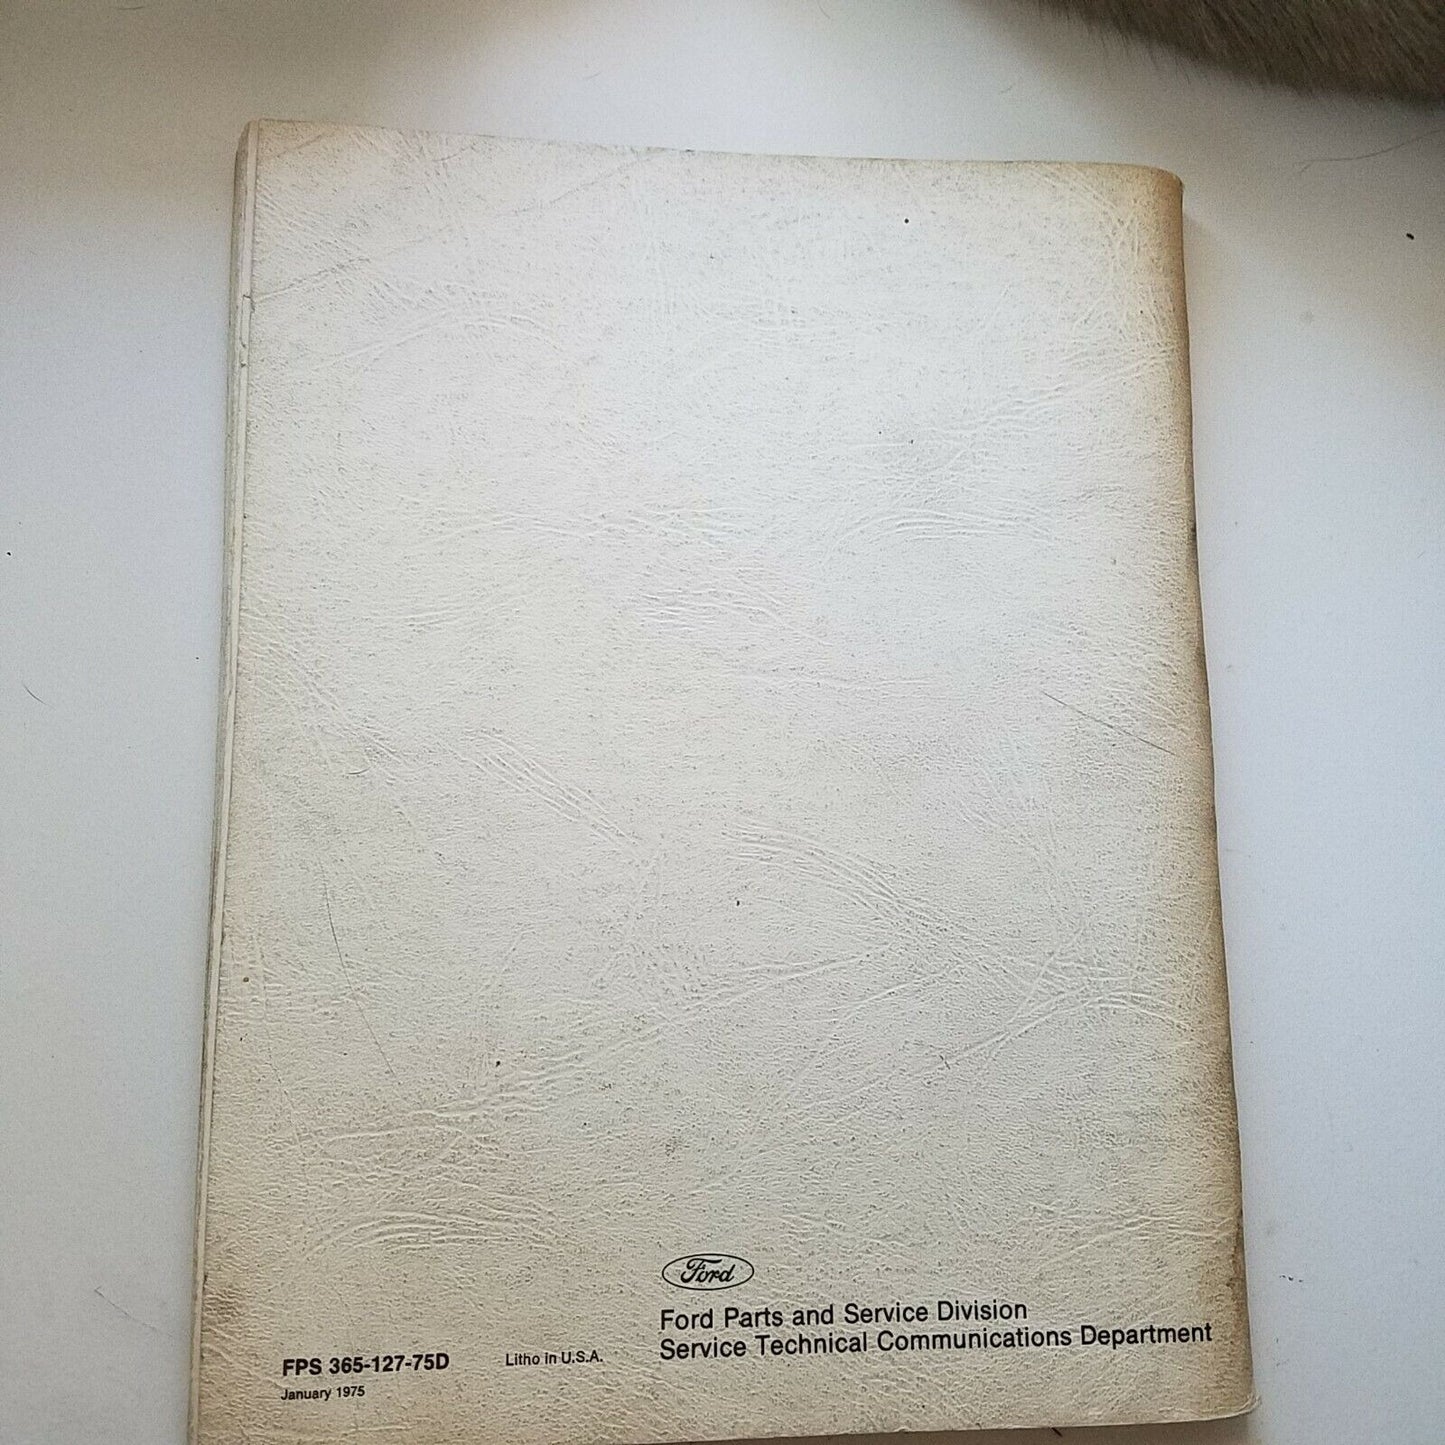 Ford
Ford Parts and Service Division
Service Technical Communications Department
FPS 365-127-75D
Litho in U.S.A.
January 1975